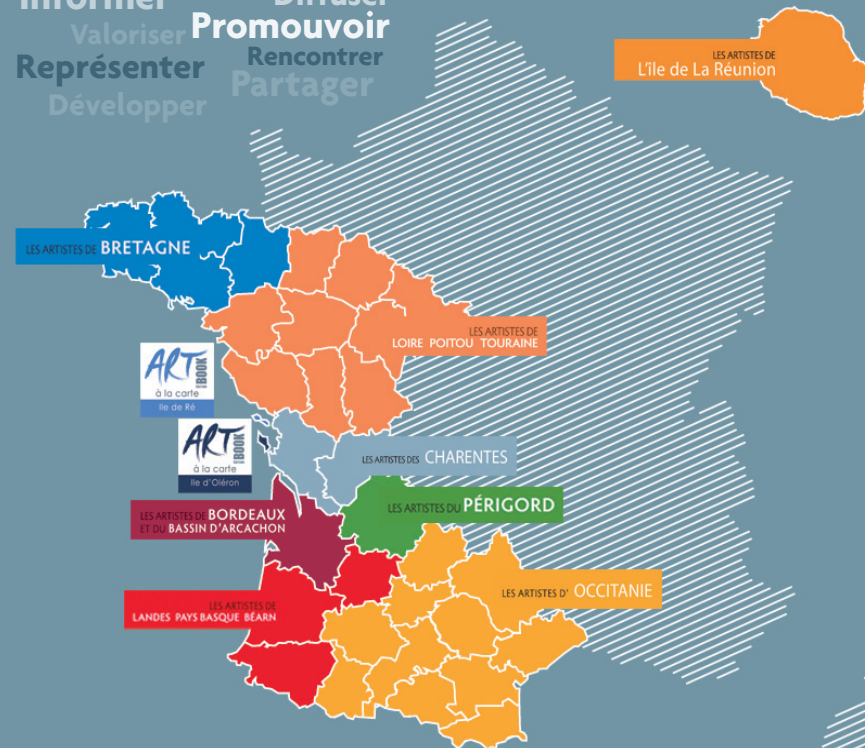 Informer Diffuser
Valoriser Promouvoir
Représenter Rencontrer
Développer Partager
LES ARTISTES DE
L'île de La Réunion
LES ARTISTES DE BRETAGNE
LES ARTISTES DE
LOIRE POITOU TOURAINE
ART BOOK
à la carte
Ile de Ré
ART BOOK
à la carte
Ile d'Oléron
LES ARTISTES DES CHARENTES
LES ARTISTES DE BORDEAUX
ET DU BASSIN D'ARCACHON
LES ARTISTES DU PÉRIGORD
LES ARTISTES D' OCCITANIE
LES ARTISTES DE
LANDES PAYS BASQUE BÉARN